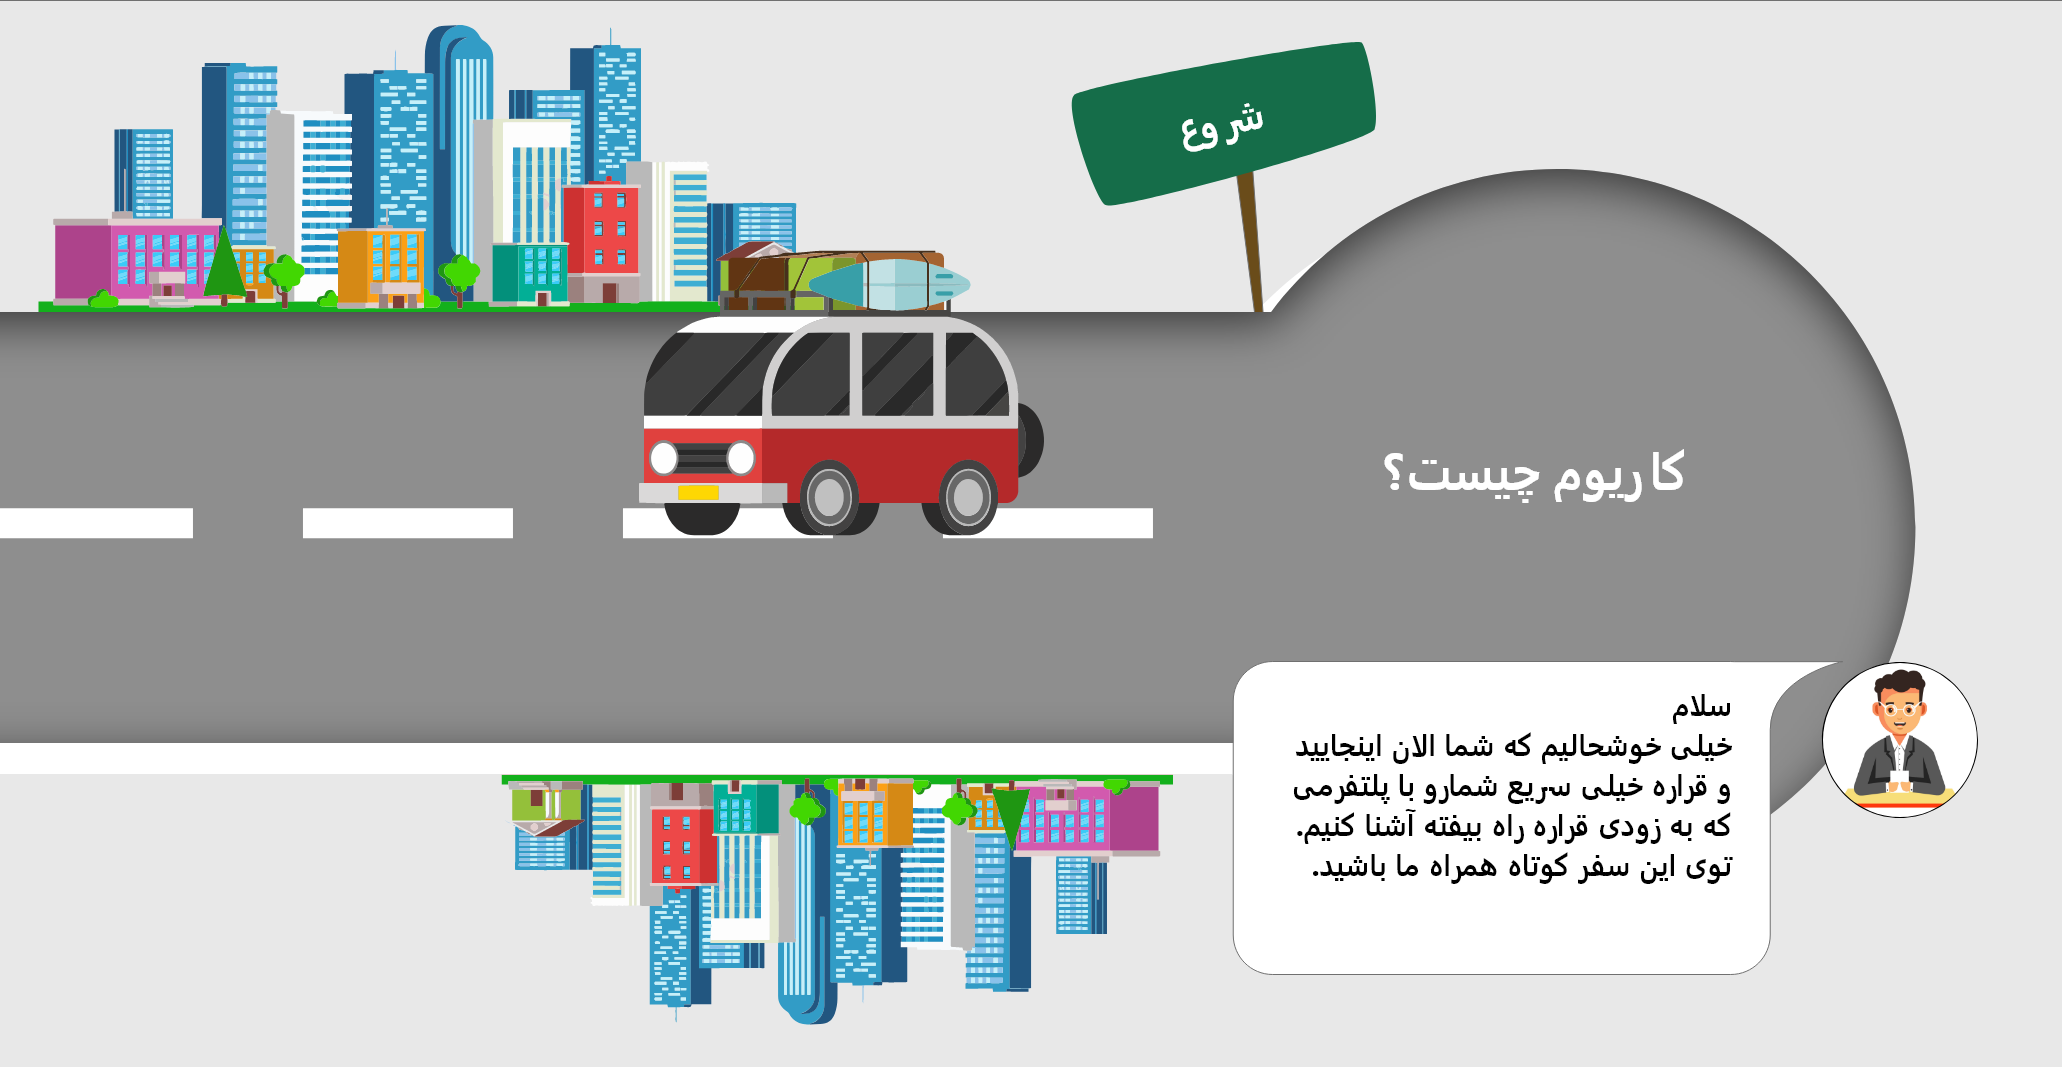 شروع
کاریوم چیست؟
سلام
خیلی خوشحالیم که شما الان اینجایید
و قراره خیلی سریع شمارو با پلتفرمی
که به زودی قراره راه بیفته آشنا کنیم.
توی این سفر کوتاه همراه ما باشید.